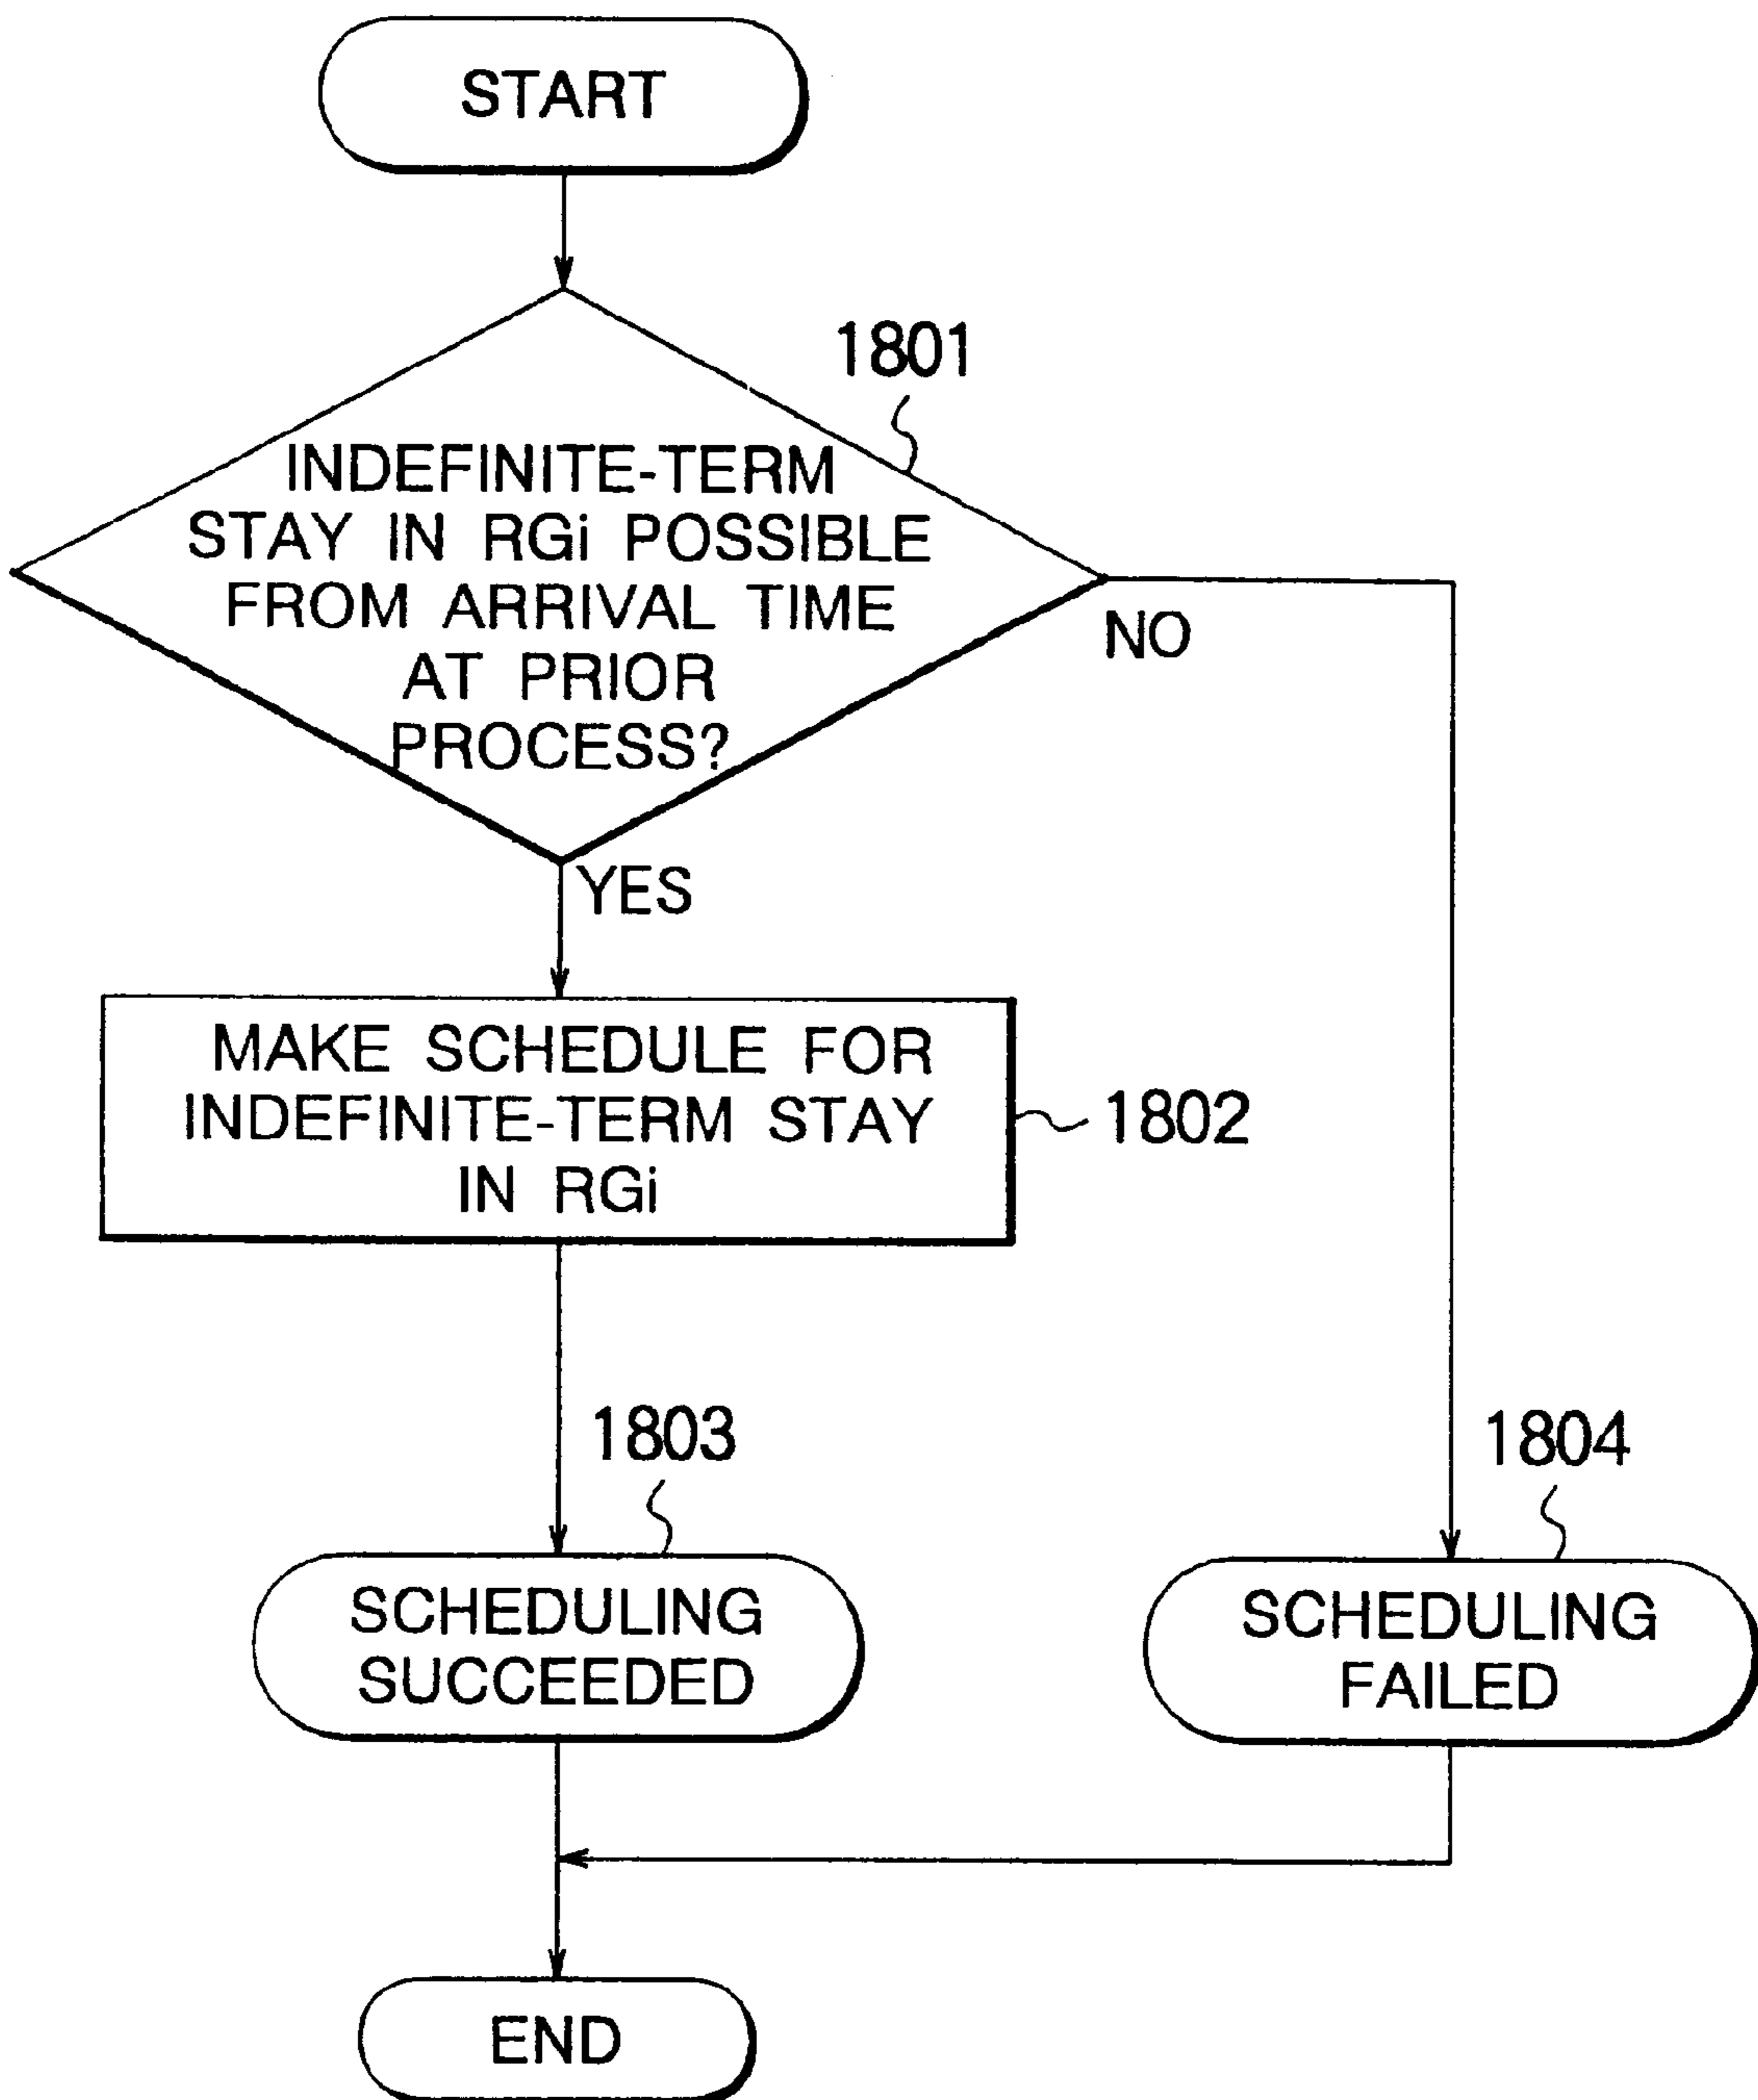 START
1801
INDEFINITE-TERM
STAY IN RGi POSSIBLE
FROM ARRIVAL TIME
AT PRIOR
PROCESS?
NO
YES
MAKE SCHEDULE FOR
INDEFINITE-TERM STAY
IN RGi
1802
1803
1804
SCHEDULING
SUCCEEDED
SCHEDULING
FAILED
END